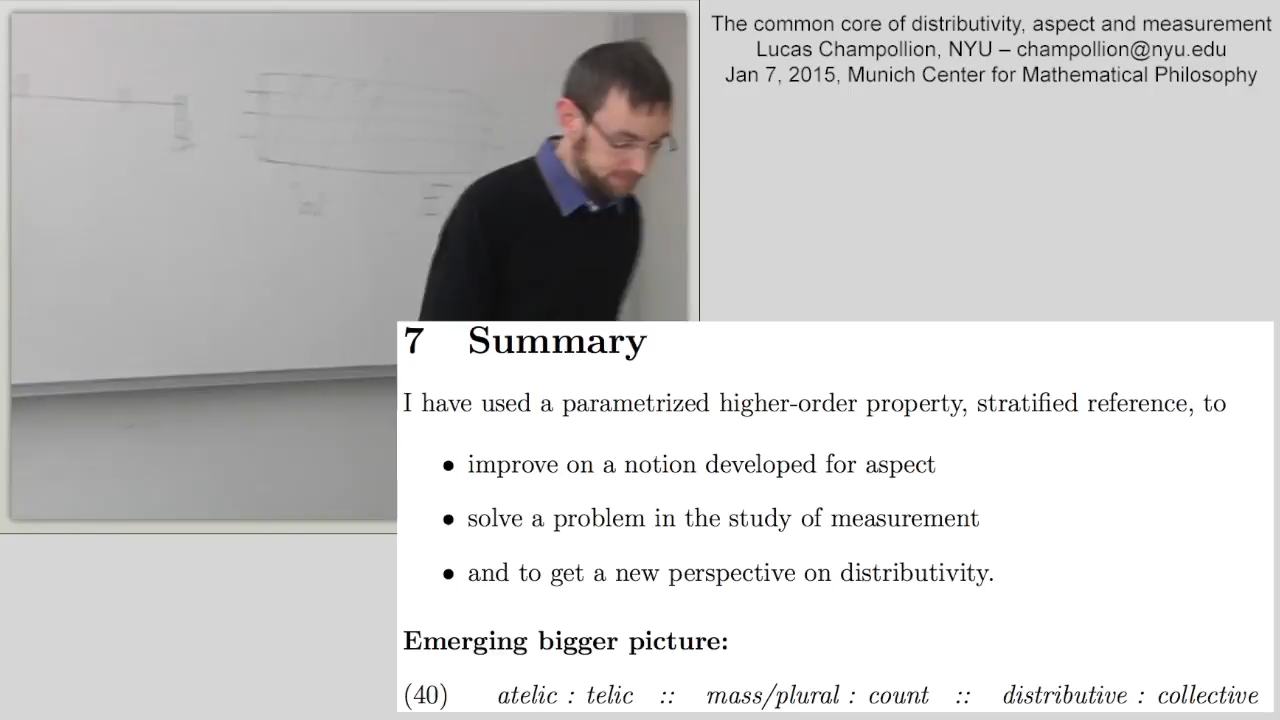 The common core of distributivity, aspect and measurement
Lucas Champollion, NYU – champollion@nyu.edu
Jan 7, 2015, Munich Center for Mathematical Philosophy
7 Summary
I have used a parametrized higher-order property, stratified reference, to
• improve on a notion developed for aspect
• solve a problem in the study of measurement
• and to get a new perspective on distributivity.
Emerging bigger picture:
(40) atelic : telic :: mass/plural : count :: distributive : collective